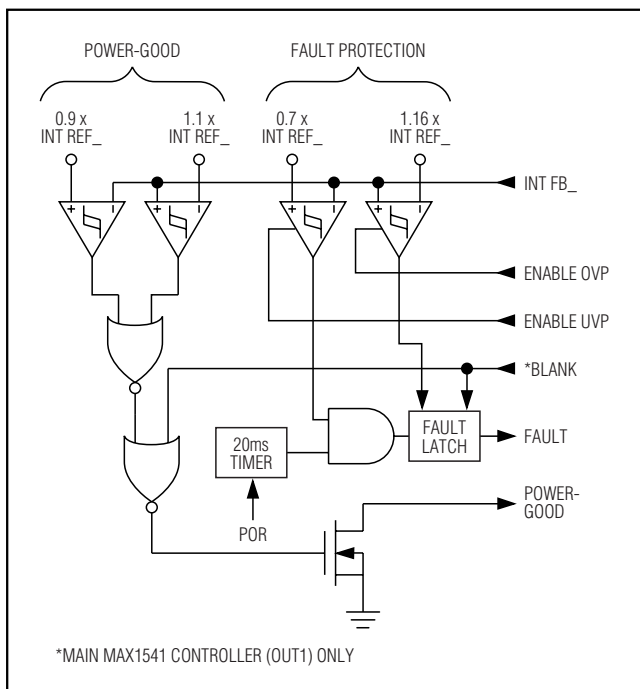 POWER-GOOD
FAULT PROTECTION
0.9 x
INT REF_
1.1 x
INT REF_
0.7 x
INT REF_
1.16 x
INT REF_
+
-
+
-
+
-
+
-
INT FB_
ENABLE OVP
ENABLE UVP
*BLANK
20ms
TIMER
FAULT
LATCH
FAULT
POR
POWER-
GOOD
*MAIN MAX1541 CONTROLLER (OUT1) ONLY